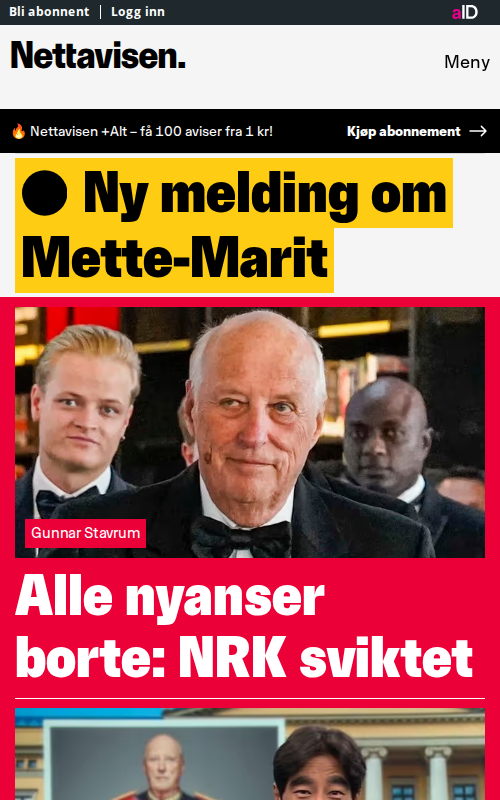 Bli abonnent
Logg inn
aID
Nettavisen.
Meny
Nettavisen +Alt – få 100 aviser fra 1 kr!
Kjøp abonnement
Ny melding om
Mette-Marit
Gunnar Stavrum
Alle nyanser
borte: NRK sviktet